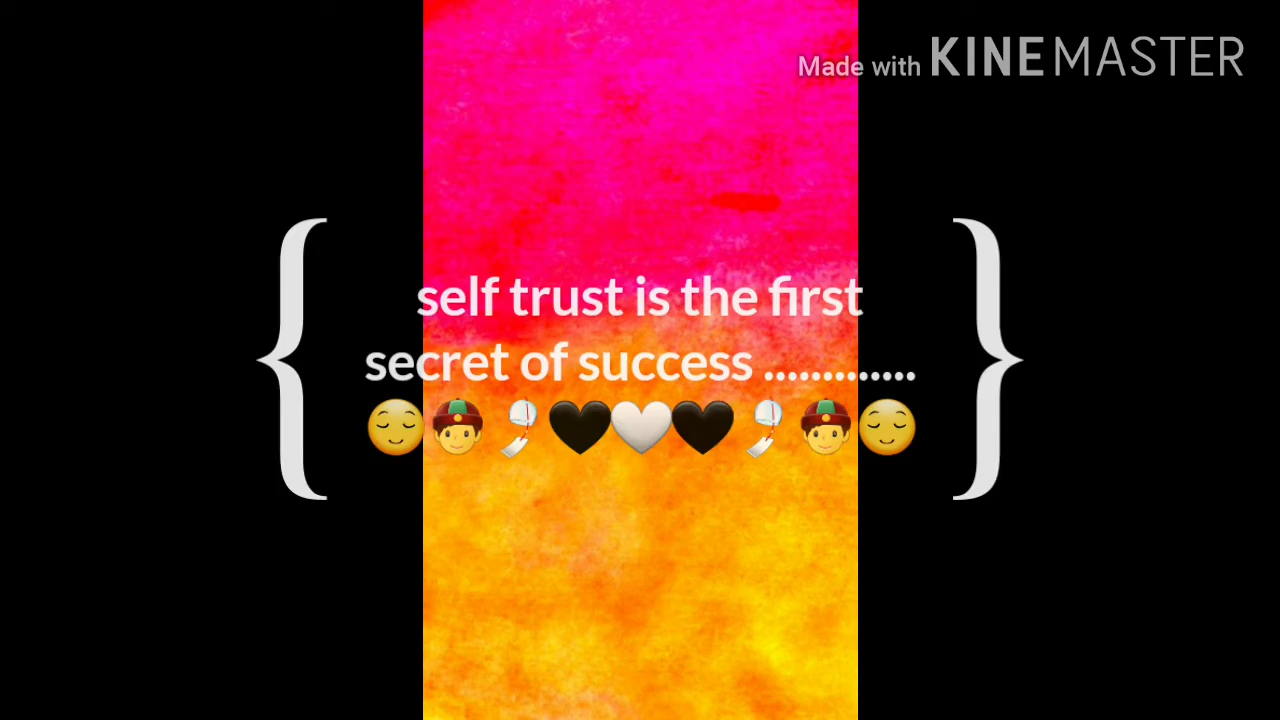 Made with KINEMASTER
{ self trust is the first
secret of success ............. }
😌👲🎐🖤🤍🖤🎐👲😌